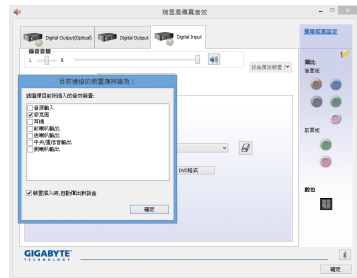 瑞昱高傳真音效
Digital Output(Optical)
Digital Output
Digital Input
進階裝置設定
錄音音量
L
R
設為預設裝置
類比
後面板
目前連接的裝置應辨識為:
請選擇目前所插入的音效裝置:
音源輸入
麥克風
耳機
前喇叭輸出
後喇叭輸出
中央/重低音輸出
側喇叭輸出
DVD格式
前面板
數位
裝置插入時,自動彈出對話盒
確定
GIGABYTE
TECHNOLOGY
確定